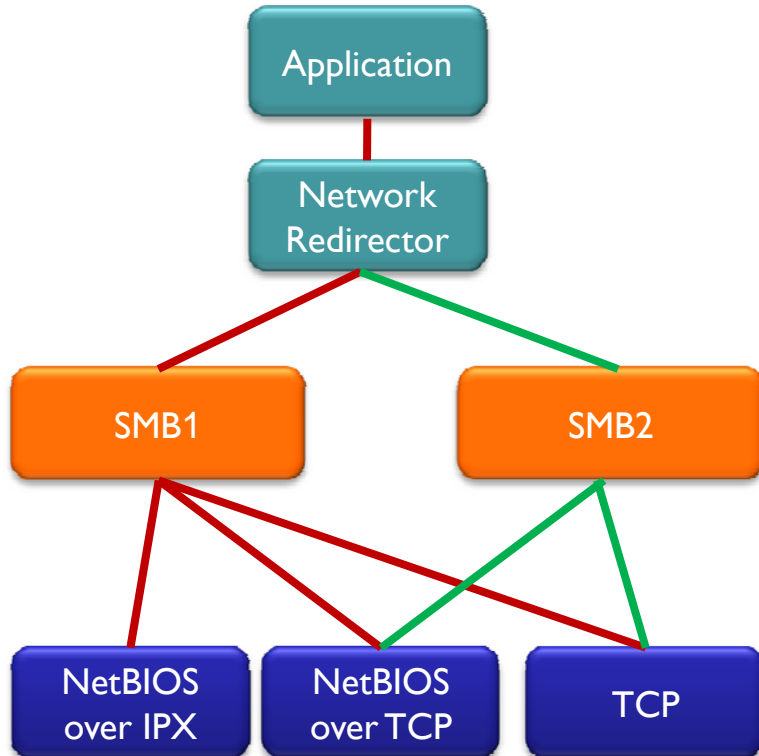 Application
Network
Redirector
SMB1
SMB2
NetBIOS
over IPX
NetBIOS
over TCP
TCP